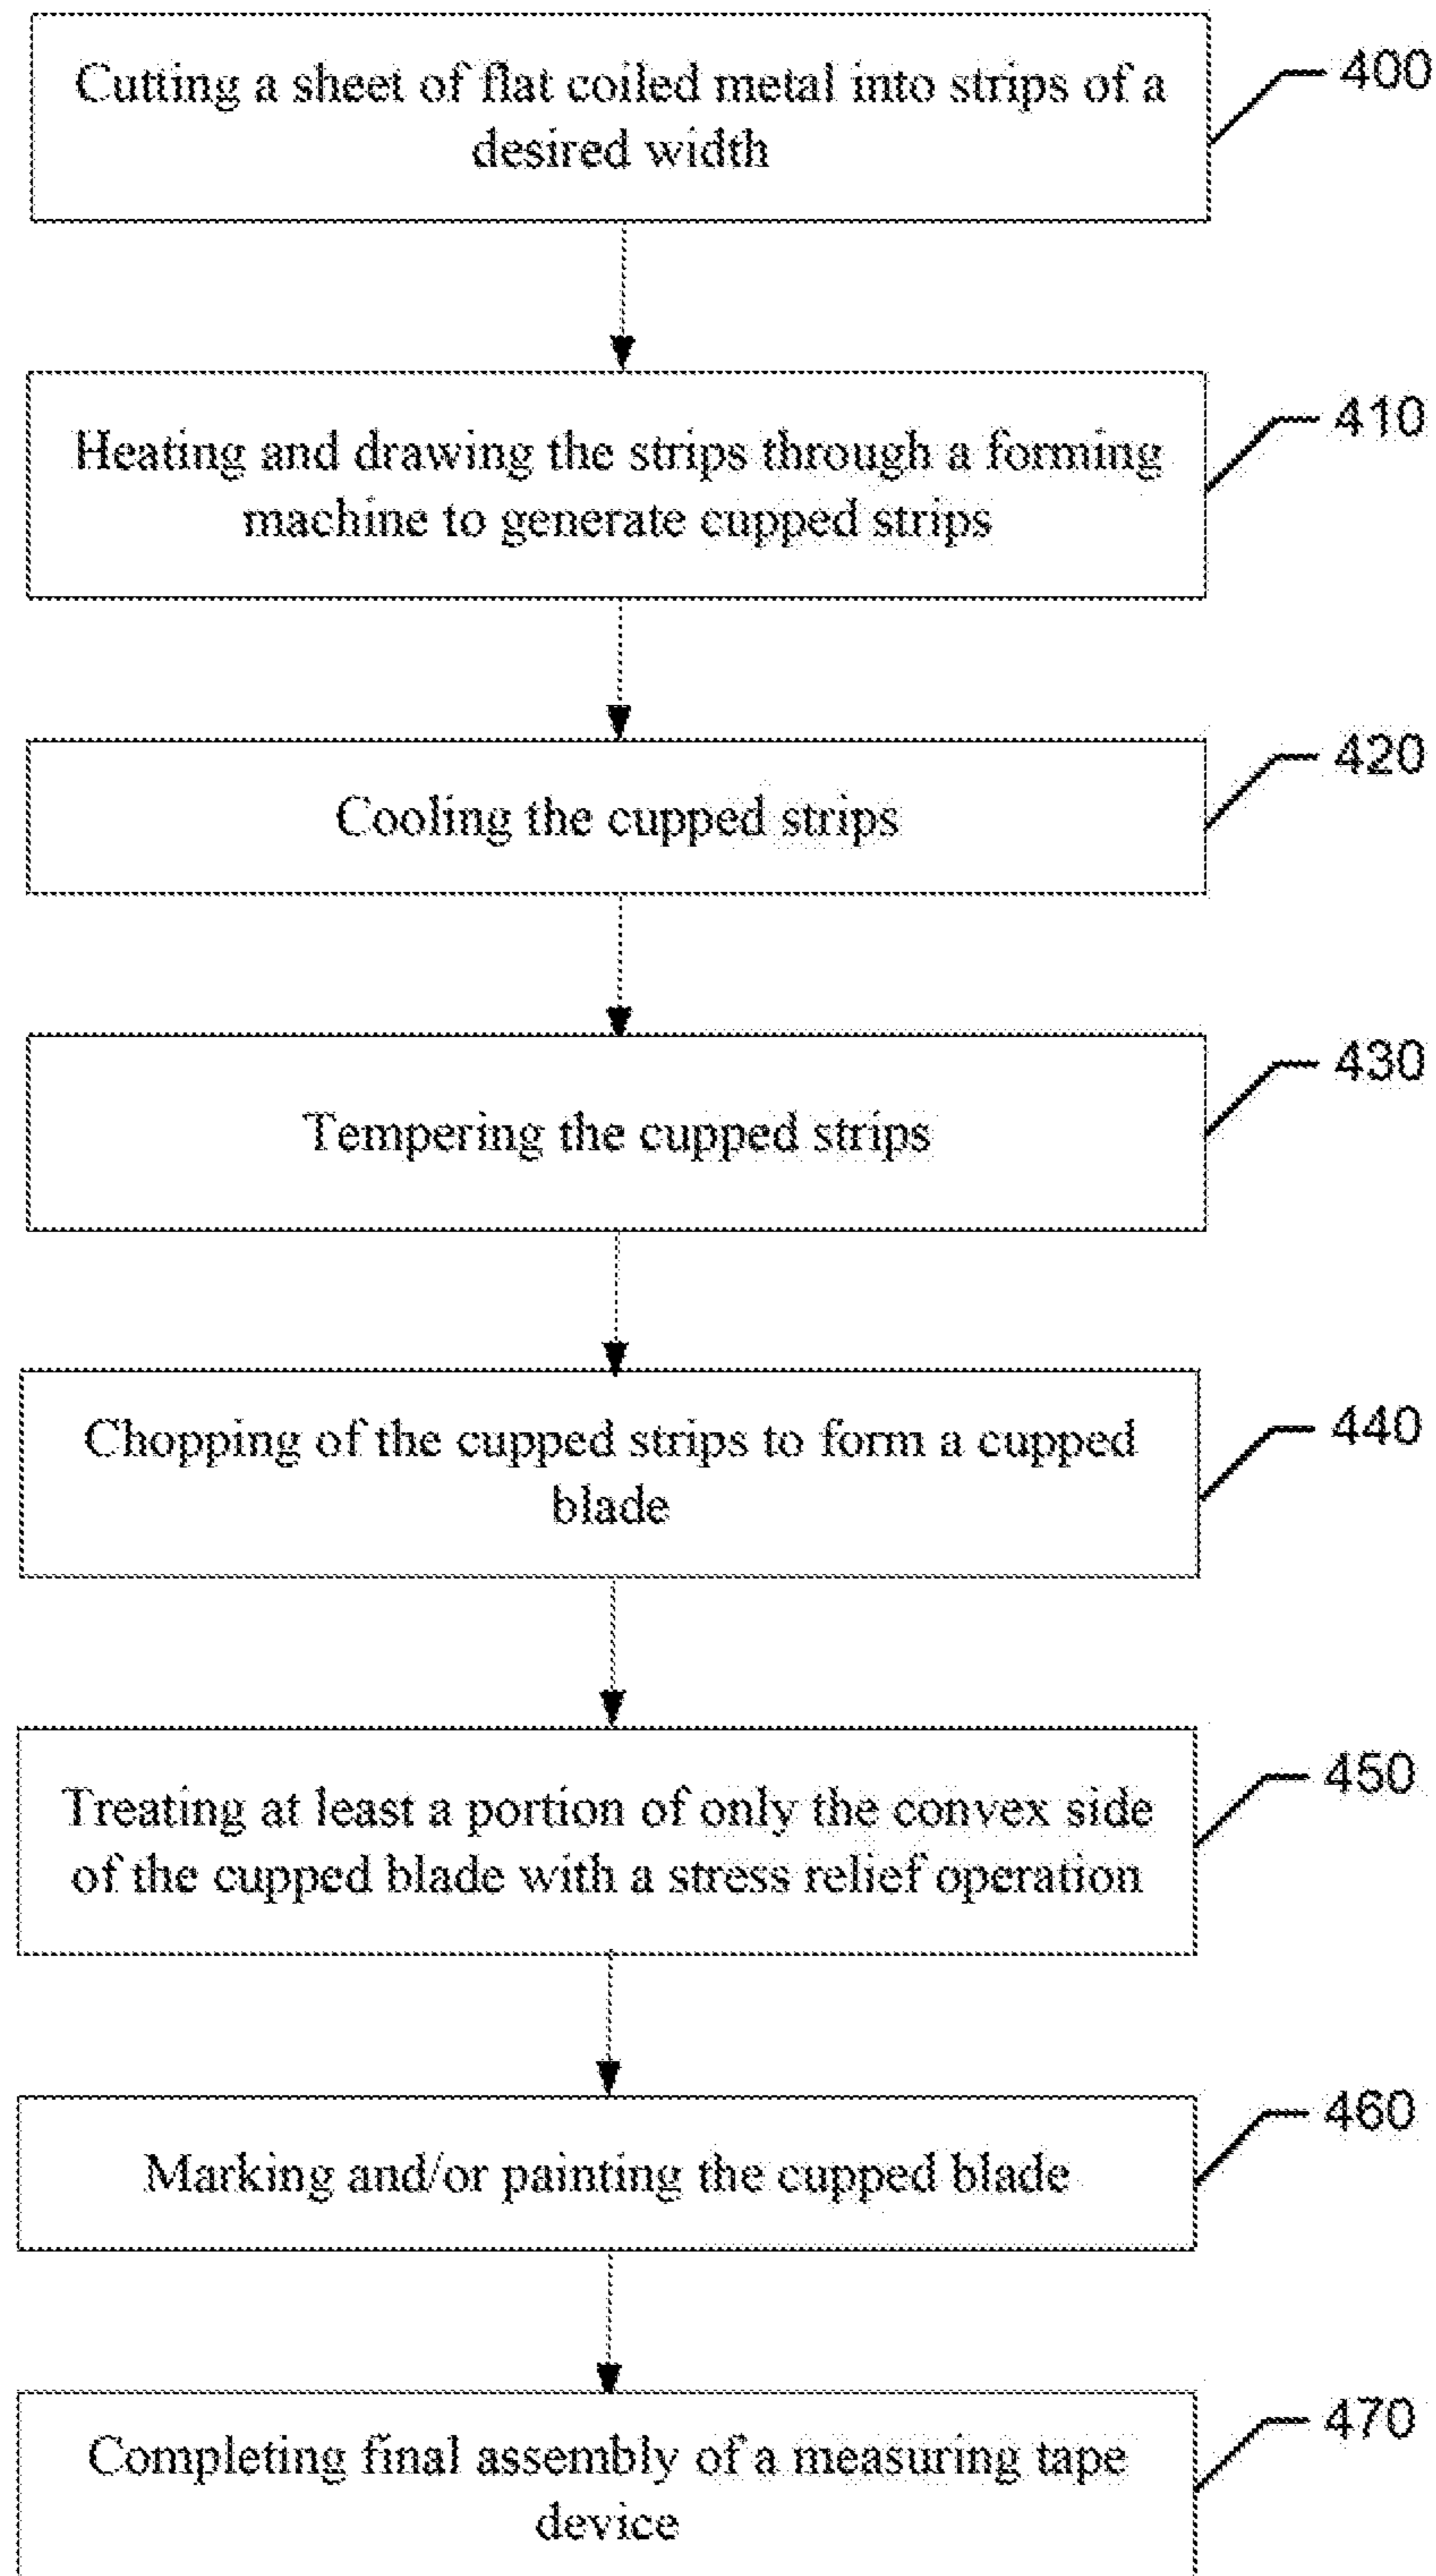 Cutting a sheet of flat coiled metal into strips of a
desired width
400
Heating and drawing the strips through a forming
machine to generate cupped strips
410
Cooling the cupped strips
420
Tempering the cupped strips
430
Chopping of the cupped strips to form a cupped
blade
440
Treating at least a portion of only the convex side
of the cupped blade with a stress relief operation
450
Marking and/or painting the cupped blade
460
Completing final assembly of a measuring tape
device
470